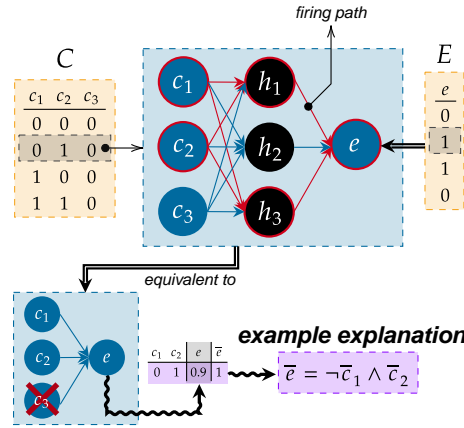 firing path
C
E
c1 c2 c3
0 0 0
0 1 0
1 0 0
1 1 0
c1
c2
c3
h1
h2
h3
e
e
0
1
1
0
equivalent to
c1
c2
c3
e
c1 c2 e e̅
0 1 0.9 1
example explanation
e̅ = ¬c̅1 ∧ c̅2